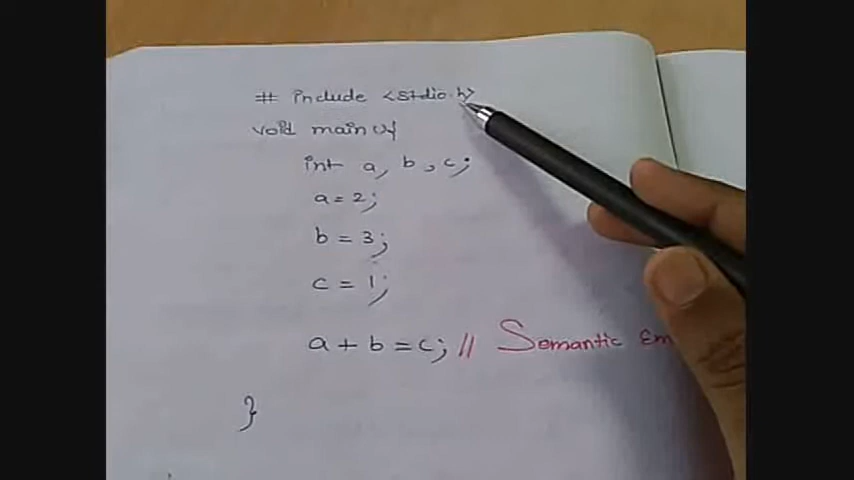 # include <stdio.h>
void main(){
int a, b, c;
a = 2;
b = 3;
c = 1;
a + b = c; // Semantic
}